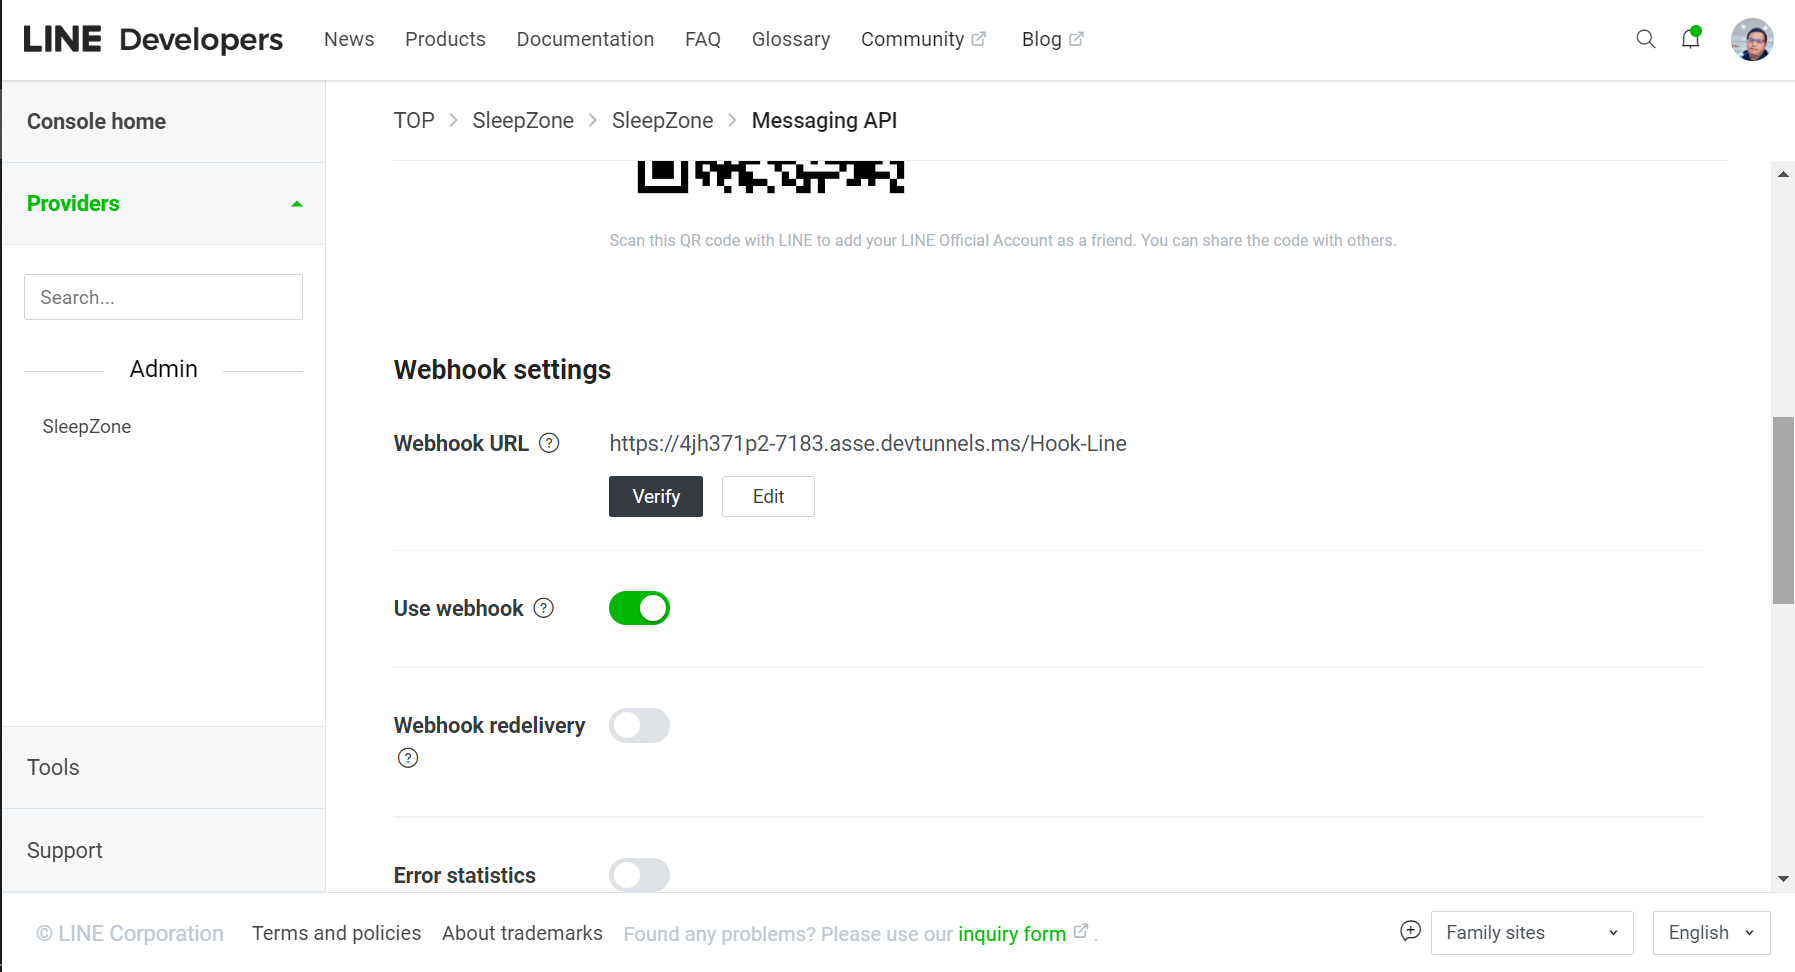 LINE Developers News Products Documentation FAQ Glossary Community Blog
Console home
Providers
Search...
Admin
SleepZone
Tools
Support
TOP > SleepZone > SleepZone > Messaging API
Scan this QR code with LINE to add your LINE Official Account as a friend. You can share the code with others.
Webhook settings
Webhook URL ? https://4jh371p2-7183.asse.devtunnels.ms/Hook-Line
Verify Edit
Use webhook ?
Webhook redelivery
?
Error statistics
© LINE Corporation Terms and policies About trademarks Found any problems? Please use our inquiry form . Family sites English